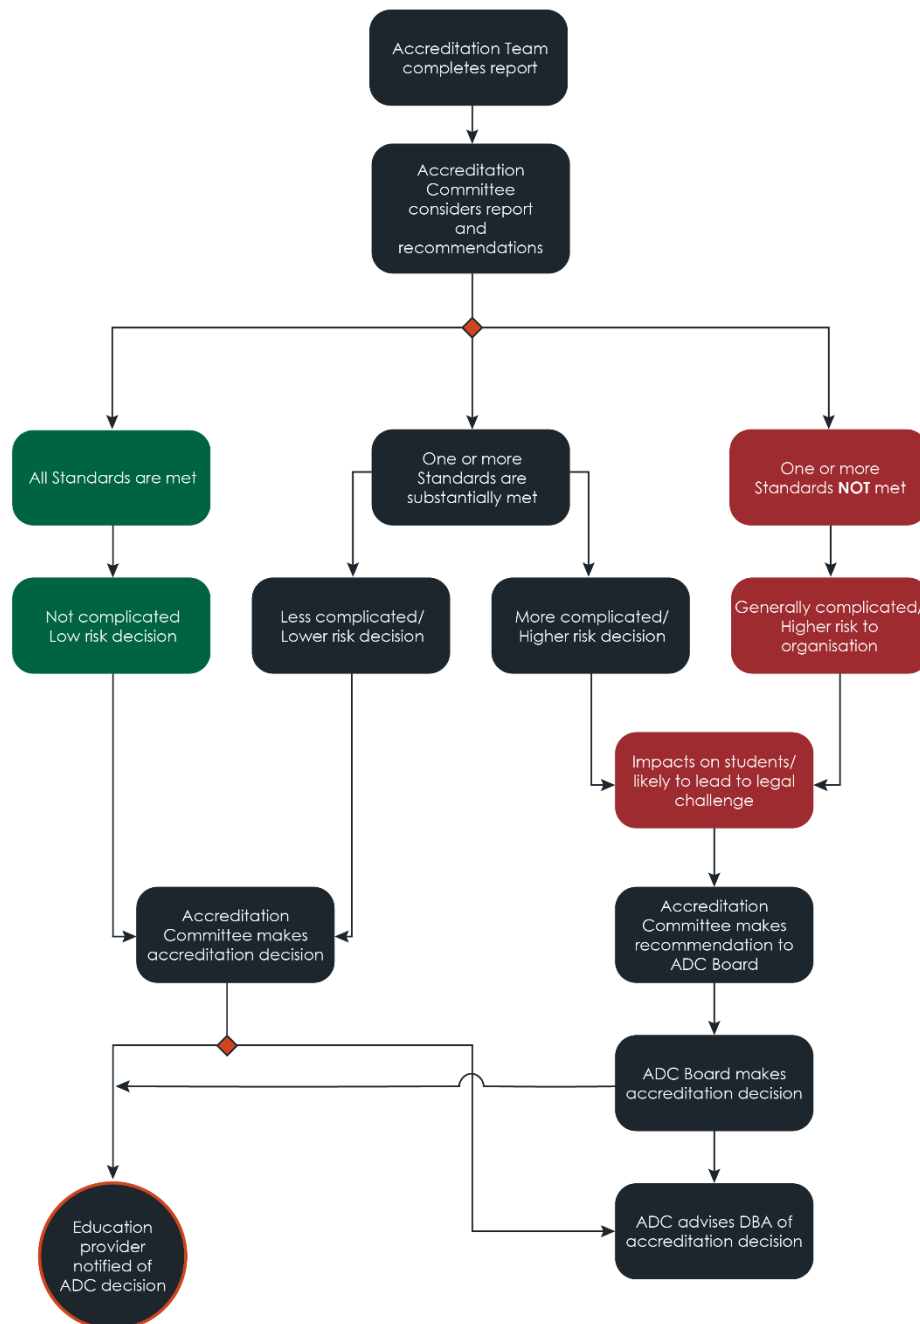 Accreditation Team
completes report
Accreditation
Committee
considers report
and
recommendations
All Standards are met
One or more
Standards are
substantially met
One or more
Standards NOT met
Not complicated
Low risk decision
Less complicated/
Lower risk decision
More complicated/
Higher risk decision
Generally complicated/
Higher risk to
organisation
Impacts on students/
likely to lead to legal
challenge
Accreditation
Committee makes
accreditation decision
Accreditation
Committee makes
recommendation to
ADC Board
ADC Board makes
accreditation decision
Education
provider
notified of
ADC decision
ADC advises DBA of
accreditation decision